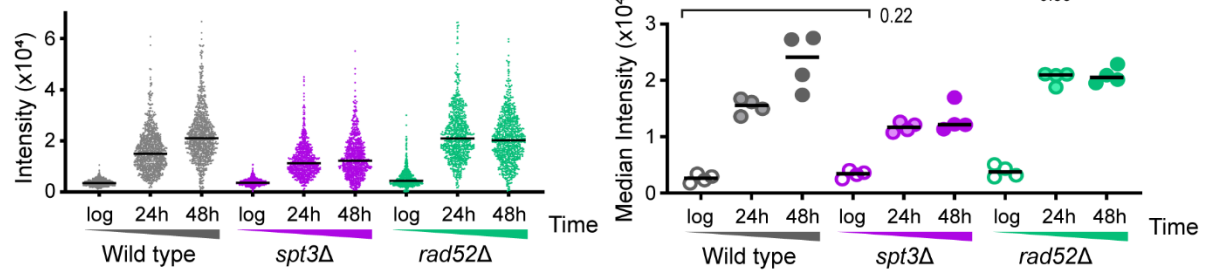 Intensity (x10⁴)
6
4
2
0
log 24h 48h log 24h 48h log 24h 48h
Time
Wild type spt3Δ rad52Δ
Median Intensity (x10⁴
0.22
3
2
1
0
log 24h 48h log 24h 48h log 24h 48h
Time
Wild type spt3Δ rad52Δ